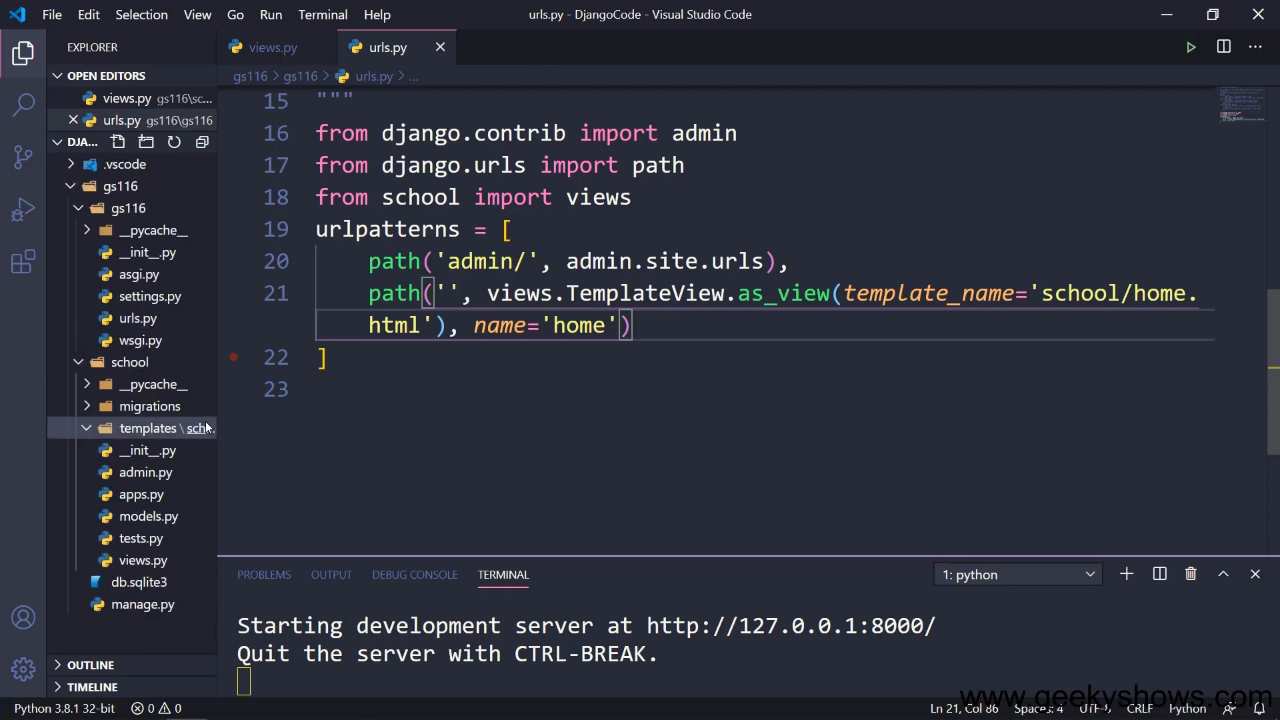 File Edit Selection View Go Run Terminal Help urls.py - DjangoCode - Visual Studio Code
EXPLORER
views.py urls.py
OPEN EDITORS
gs116 > gs116 > urls.py > ...
views.py gs116\sc...
urls.py gs116\gs116
DJA...
.vscode
gs116
gs116
__pycache__
__init__.py
asgi.py
settings.py
urls.py
wsgi.py
school
__pycache__
migrations
templates \ sch...
__init__.py
admin.py
apps.py
models.py
tests.py
views.py
db.sqlite3
manage.py
OUTLINE
TIMELINE
15 """
16 from django.contrib import admin
17 from django.urls import path
18 from school import views
19 urlpatterns = [
20 path('admin/', admin.site.urls),
21 path('', views.TemplateView.as_view(template_name='school/home.
html'), name='home')
22 ]
23
PROBLEMS OUTPUT DEBUG CONSOLE TERMINAL 1: python
Starting development server at http://127.0.0.1:8000/
Quit the server with CTRL-BREAK.
www.geekyshows.com
Python 3.8.1 32-bit 0 0 Ln 21, Col 86 Spaces: 4 UTF-8 CRLF Python